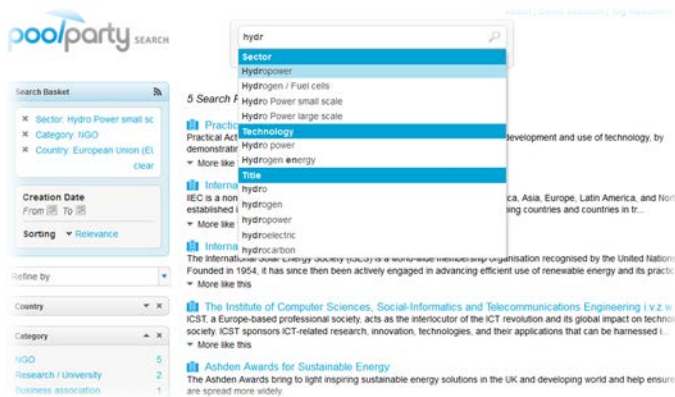 poolparty SEARCH
hydr
Sector
Hydropower
Hydrogen / Fuel cells
Hydro Power small scale
Hydro Power large scale
Technology
Hydro power
Hydrogen energy
Title
hydro
hydrogen
hydropower
hydroelectric
hydrocarbon
Search Basket
Sector: Hydro Power small sc
Category: NGO
Country: European Union (EU
clear
Creation Date
From To
Sorting Relevance
Refine by
Country
Category
NGO 5
Research / University 2
Business association 1
5 Search
Practic
Practical Act
development and use of technology, by
demonstratin
More like
Interna
IIEC is a non
ca, Asia, Europe, Latin America, and Nort
established i
ing countries and countries in tr...
More like
Interna
The International Solar Energy Society (ISES) is a world-wide membership organisation recognised by the United Nations
Founded in 1954, it has since then been actively engaged in advancing efficient use of renewable energy and its practic
More like this
The Institute of Computer Sciences, Social-Informatics and Telecommunications Engineering i.v.z.w
ICST, a Europe-based professional society, acts as the interlocutor of the ICT revolution and its global impact on technol
society. ICST sponsors ICT-related research, innovation, technologies, and their applications that can be harnessed i...
More like this
Ashden Awards for Sustainable Energy
The Ashden Awards bring to light inspiring sustainable energy solutions in the UK and developing world and help ensure
are spread more widely.